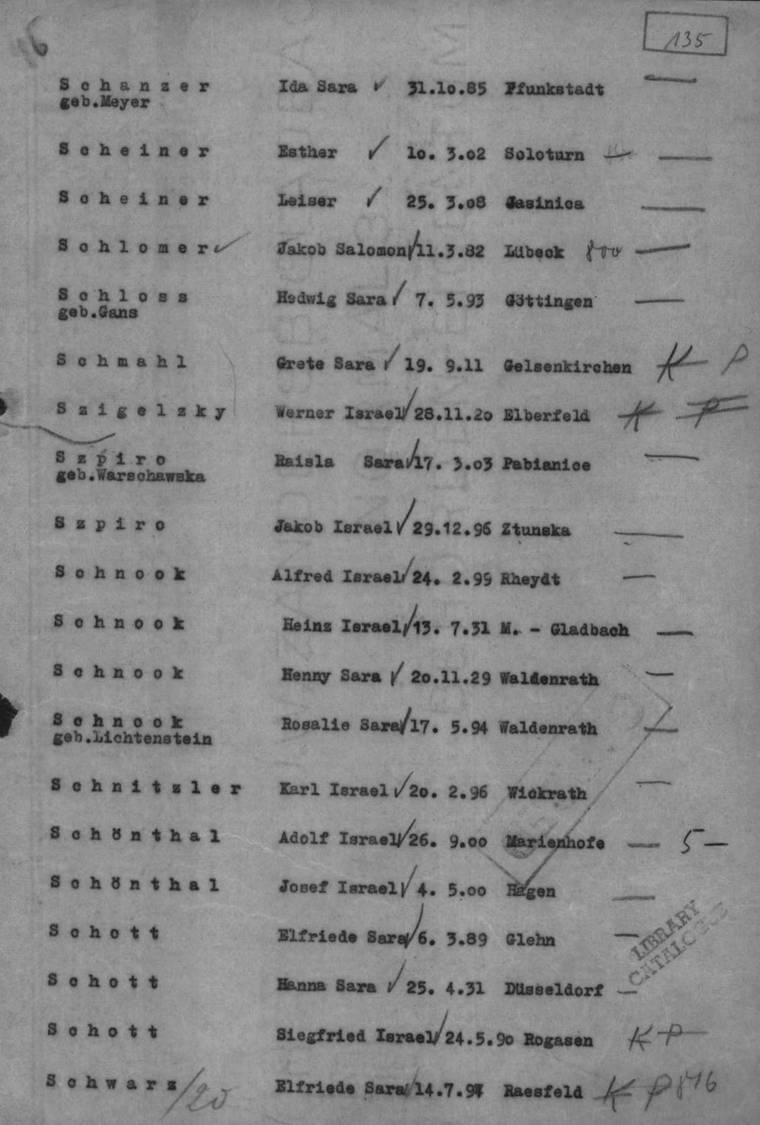 135
Schanzer Ida Sara 31.10.85 Pfunkstadt
geb.Meyer
Scheiner Esther 10. 3.02 Soloturn
Scheiner Leiser 25. 3.08 Jasinica
Schlomer Jakob Salomon 11.3.82 Lübeck 800
Schloss Hedwig Sara 7. 5.93 Göttingen
geb.Gans
Schmahl Grete Sara 19. 9.11 Gelsenkirchen K P
Szigelzky Werner Israel 28.11.20 Elberfeld K P
Szpiro Raisla Sara 17. 3.03 Pabianice
geb.Warschawska
Szpiro Jakob Israel 29.12.96 Ztunska
Schnook Alfred Israel 24. 2.99 Rheydt
Schnook Heinz Israel 13. 7.31 M. - Gladbach
Schnook Henny Sara 20.11.29 Waldenrath
Schnook Rosalie Sara 17. 5.94 Waldenrath
geb.Lichtenstein
Schnitzler Karl Israel 20. 2.96 Wickrath
Schönthal Adolf Israel 26. 9.00 Marienhofe — 5 —
Schönthal Josef Israel 4. 5.00 Hagen
Schott Elfriede Sara 6. 3.89 Glehn
LIBRARY
CATALOGUE
Schott Hanna Sara 25. 4.31 Düsseldorf
Schott Siegfried Israel 24.5.90 Rogasen K P
Schwarz /20 Elfriede Sara 14.7.97 Raesfeld K P 816